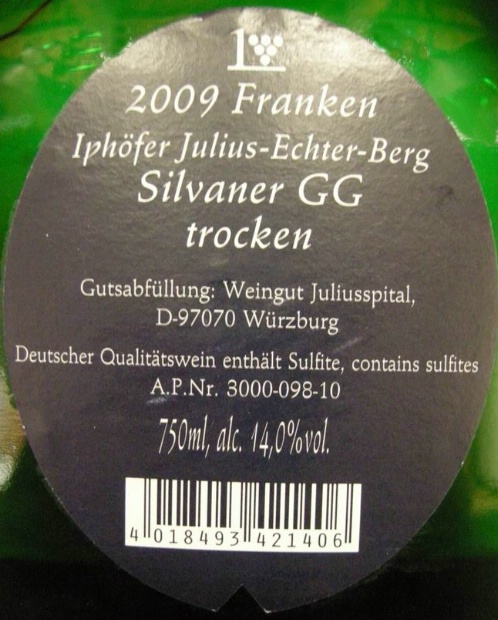 1
2009 Franken
Iphöfer Julius-Echter-Berg
Silvaner GG
trocken
Gutsabfüllung: Weingut Juliusspital,
D-97070 Würzburg
Deutscher Qualitätswein enthält Sulfite, contains sulfites
A.P.Nr. 3000-098-10
750ml, alc. 14,0%vol.
4 018493 421406